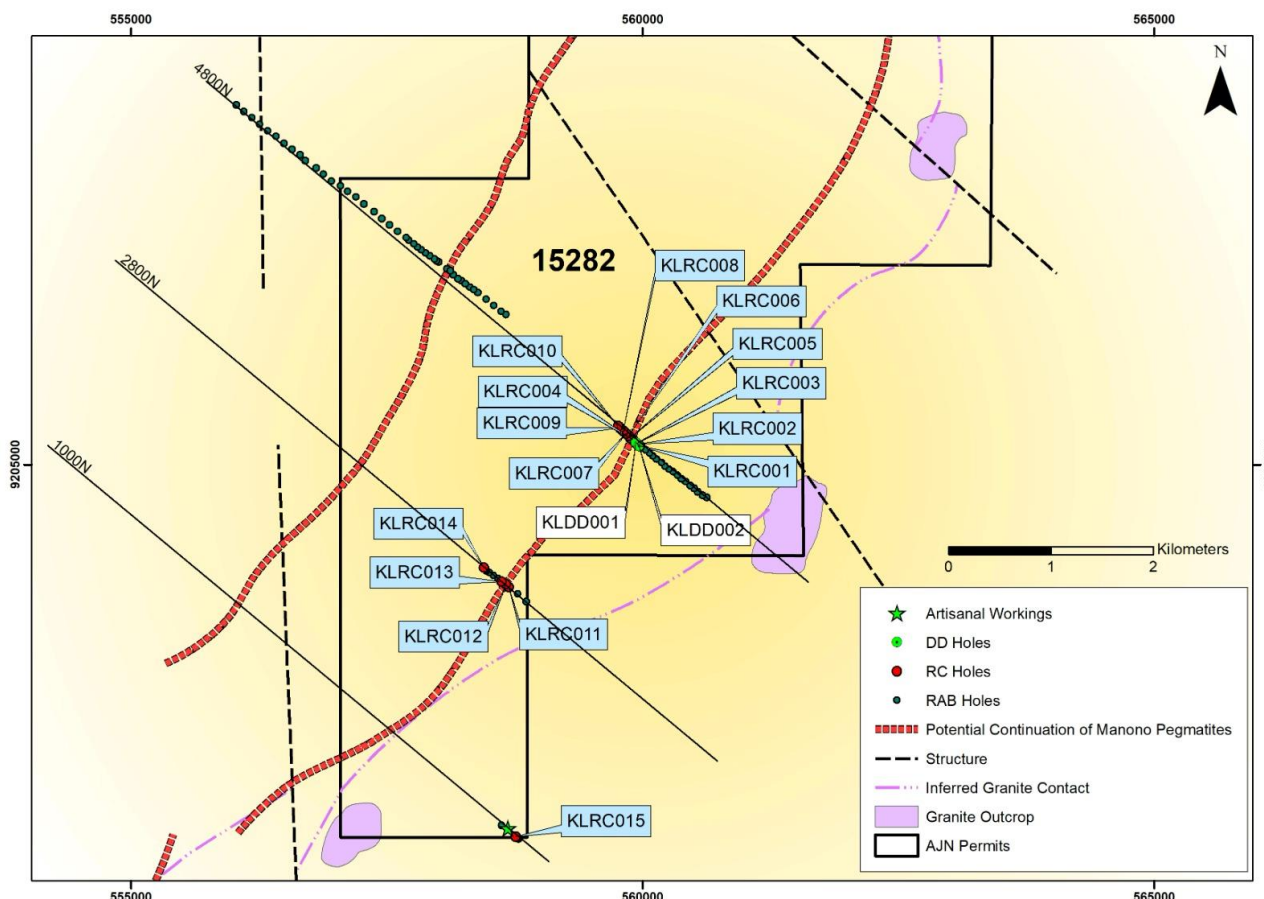 555000
560000
565000
N
4800N
2800N
1000N
15282
KLRC008
KLRC006
KLRC010
KLRC005
KLRC004
KLRC003
KLRC009
KLRC002
KLRC007
KLRC001
9205000
9205000
KLDD001
KLDD002
KLRC014
KLRC013
KLRC012
KLRC011
KLRC015
Kilometers
0
1
2
Artisanal Workings
DD Holes
RC Holes
RAB Holes
Potential Continuation of Manono Pegmatites
Structure
Inferred Granite Contact
Granite Outcrop
AJN Permits
555000
560000
565000